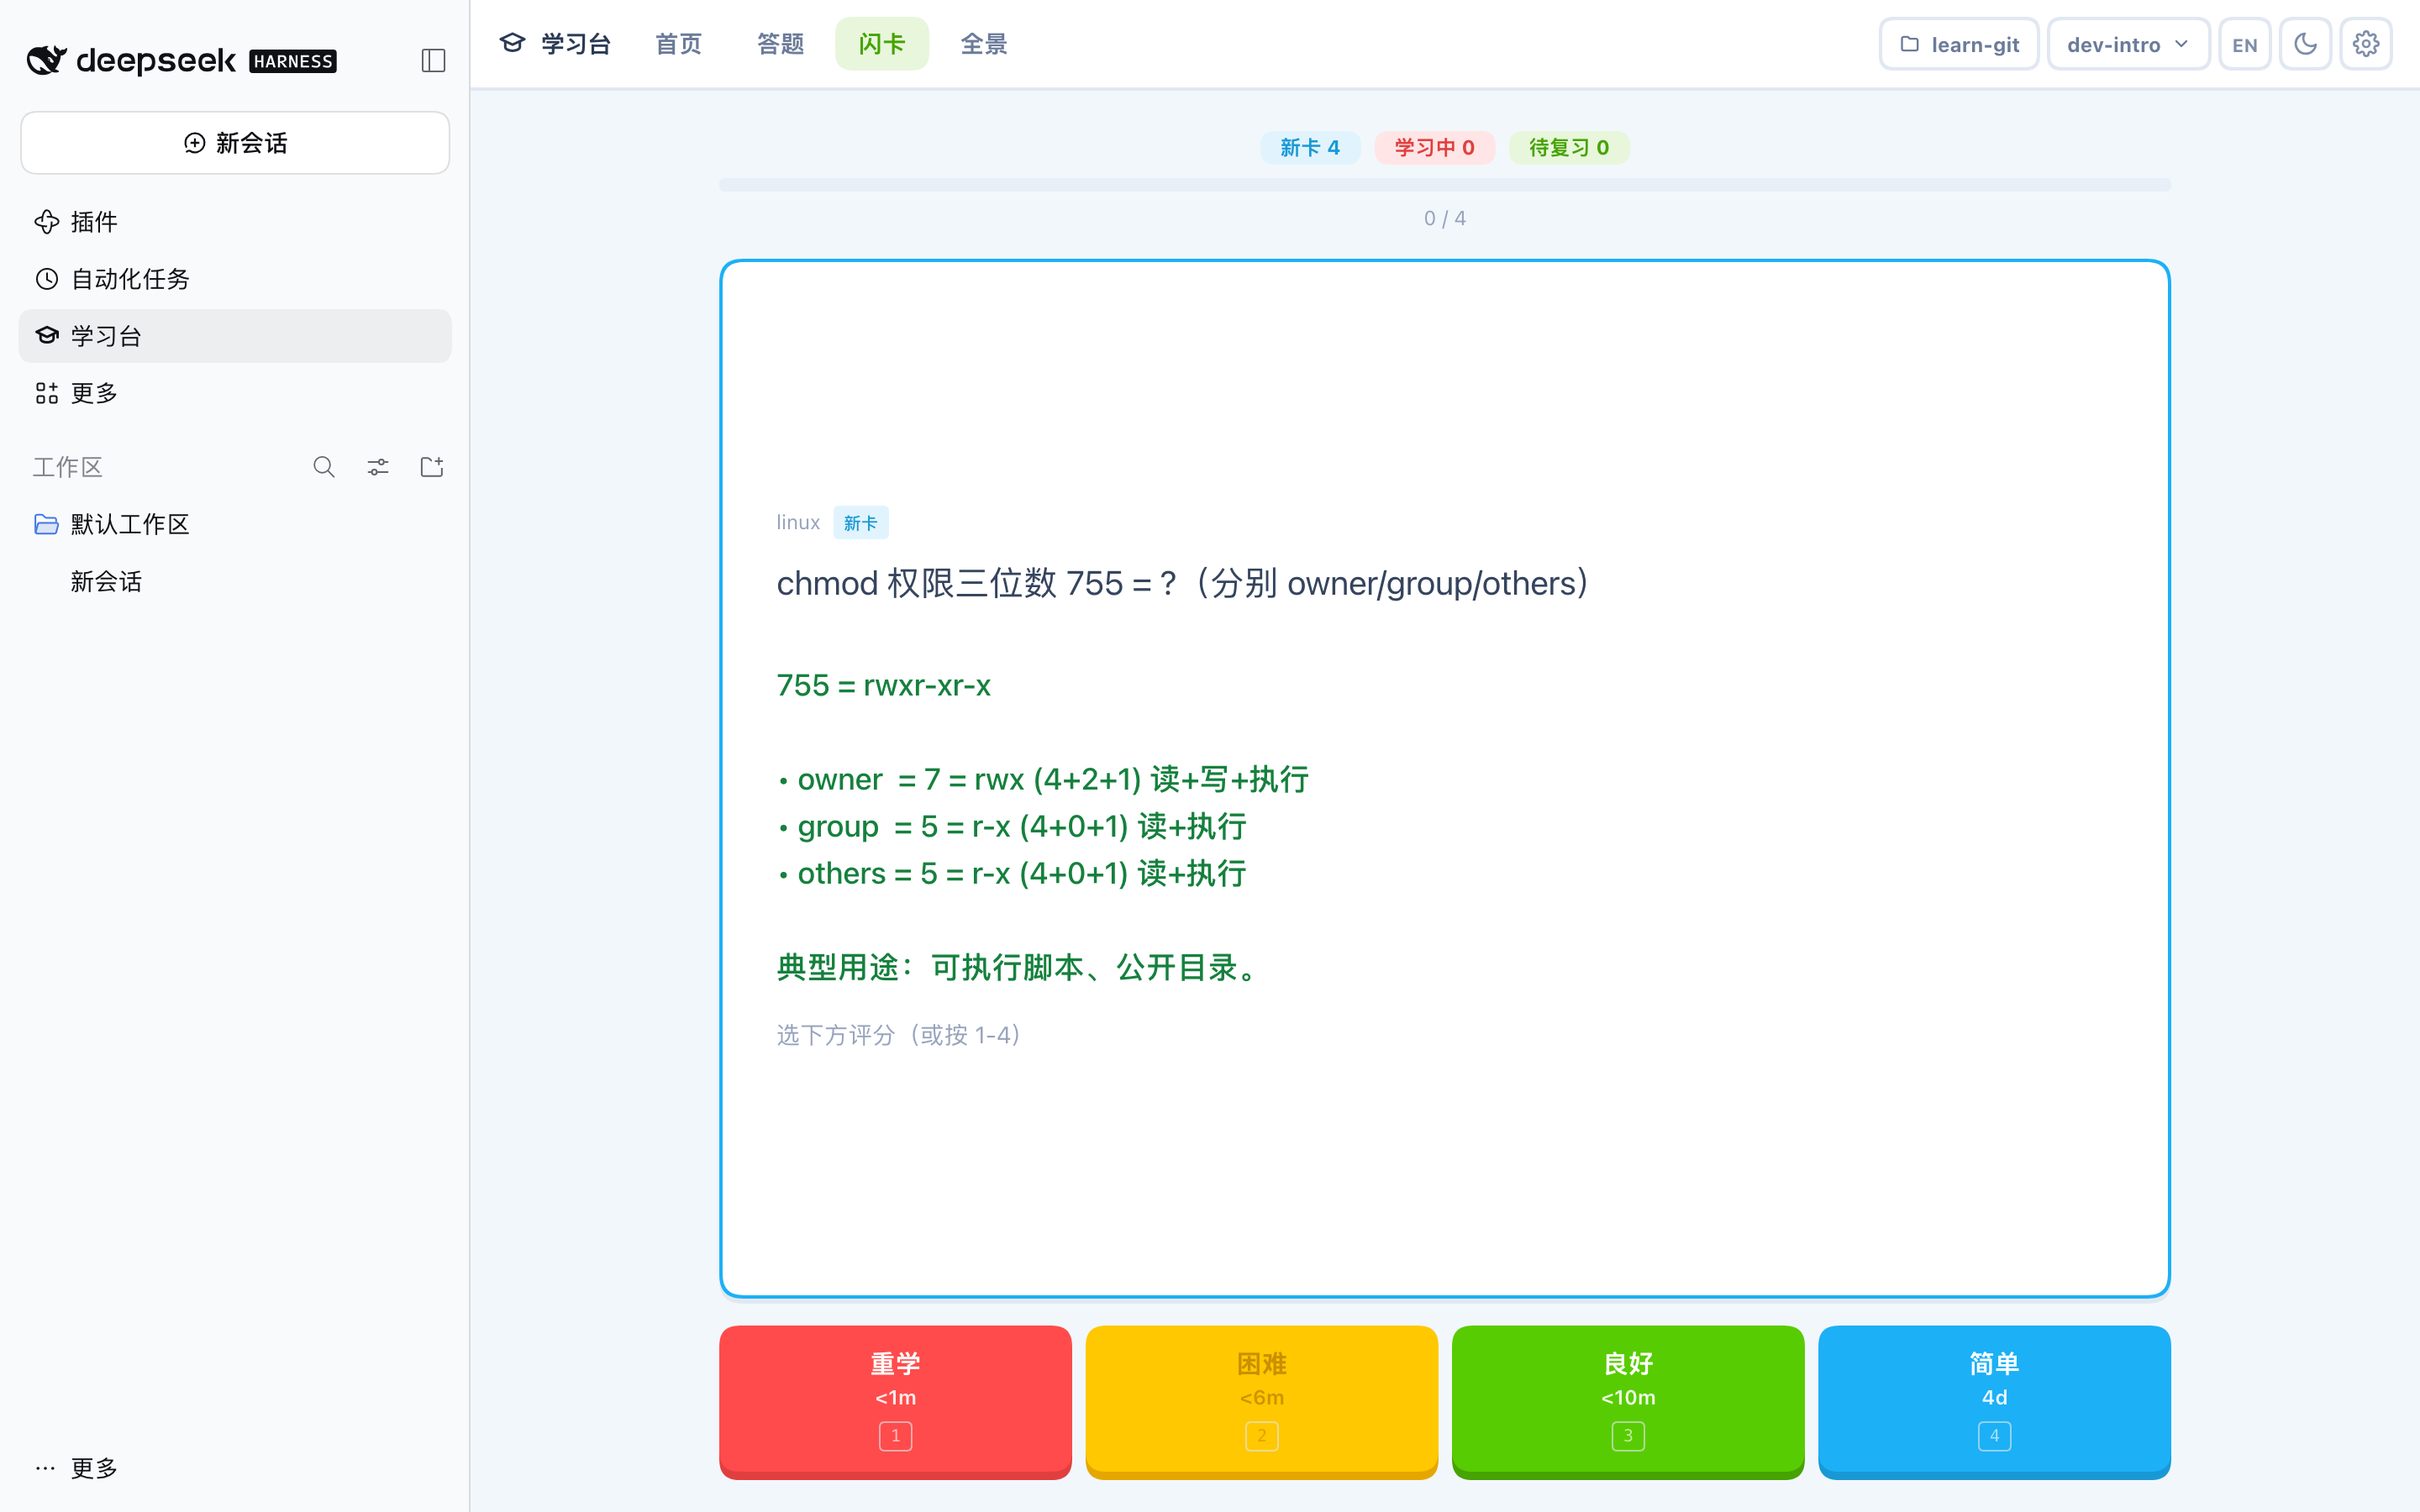 deepseek HARNESS
新会话
插件
自动化任务
学习台
更多
工作区
默认工作区
新会话
更多
学习台 首页 答题 闪卡 全景 learn-git dev-intro EN
新卡 4 学习中 0 待复习 0
0 / 4
linux 新卡
chmod 权限三位数 755 = ?（分别 owner/group/others）
755 = rwxr-xr-x
• owner = 7 = rwx (4+2+1) 读+写+执行
• group = 5 = r-x (4+0+1) 读+执行
• others = 5 = r-x (4+0+1) 读+执行
典型用途：可执行脚本、公开目录。
选下方评分（或按 1-4）
重学 困难 良好 简单
<1m <6m <10m 4d
1 2 3 4